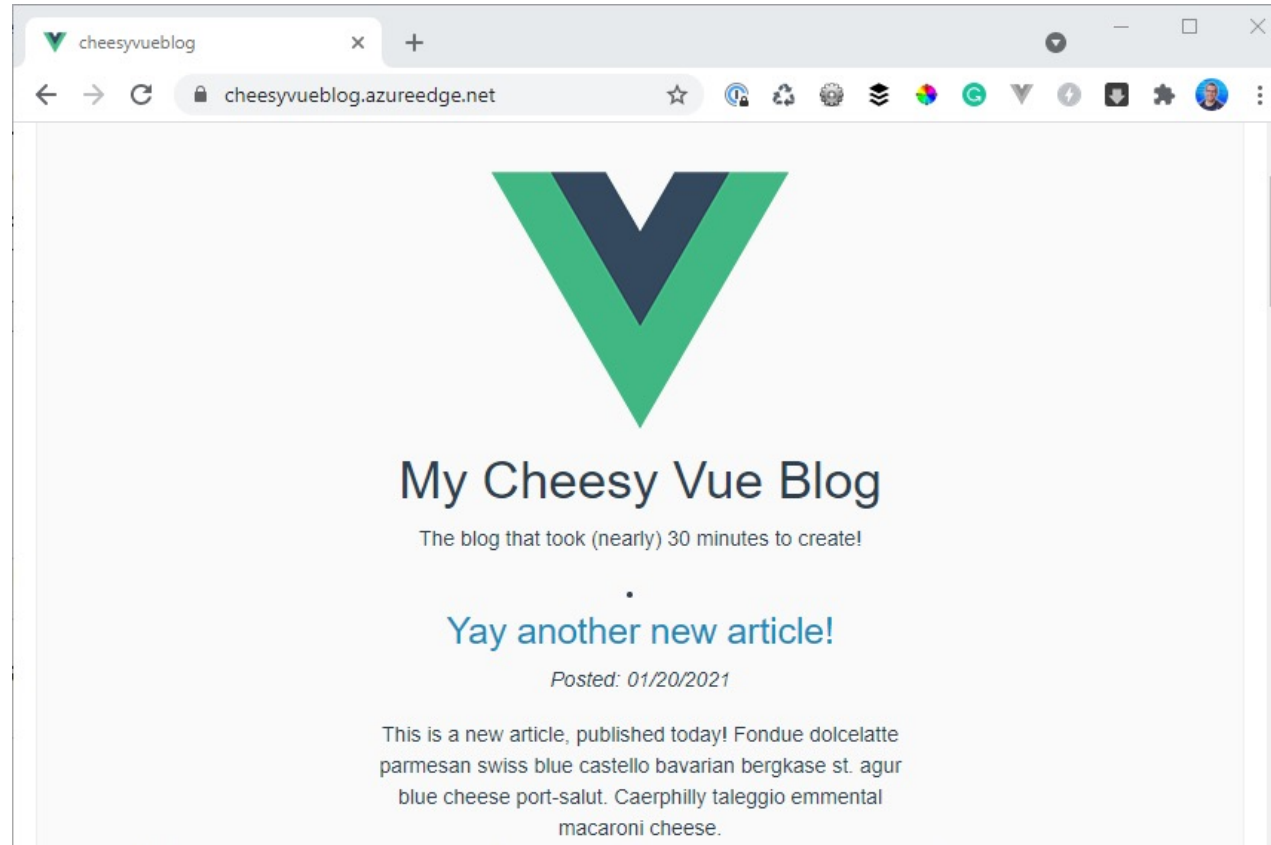 cheesyvueblog
cheesyvueblog.azureedge.net
My Cheesy Vue Blog
The blog that took (nearly) 30 minutes to create!
Yay another new article!
Posted: 01/20/2021
This is a new article, published today! Fondue dolcelatte
parmesan swiss blue castello bavarian bergkase st. agur
blue cheese port-salut. Caerphilly taleggio emmental
macaroni cheese.